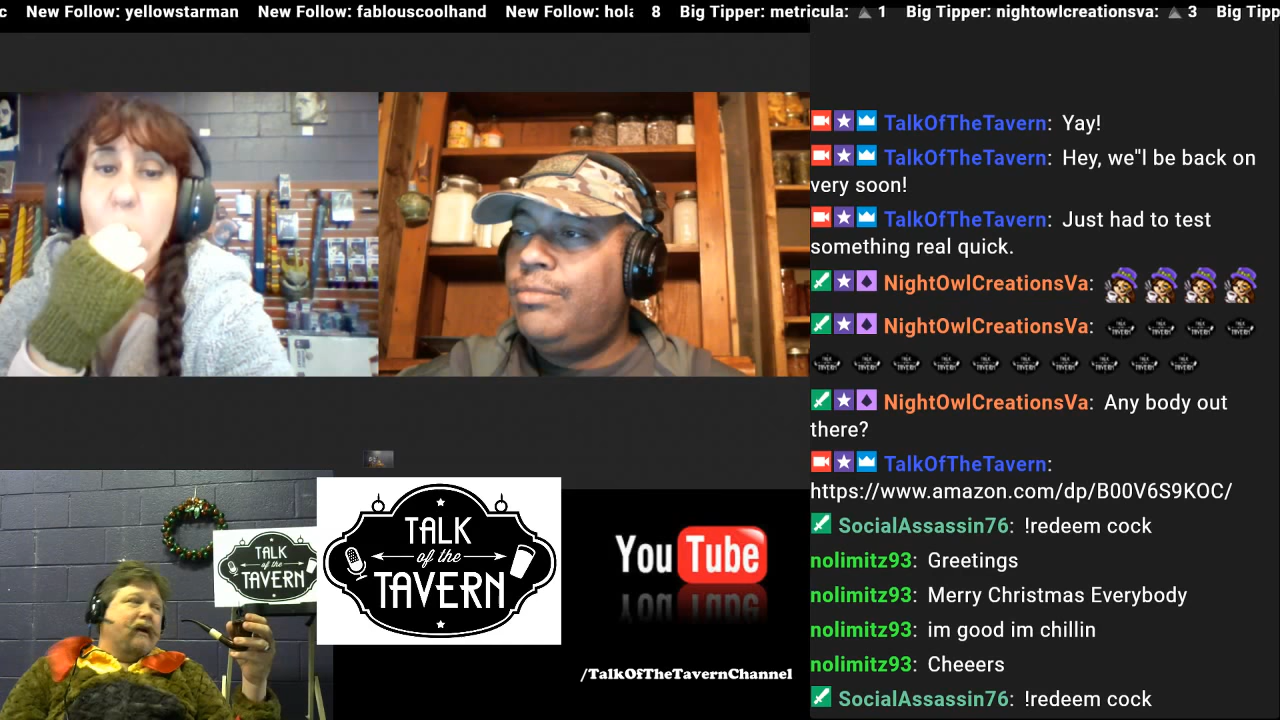 c New Follow: yellowstarman New Follow: fablouscoolhand New Follow: hola 8 Big Tipper: metricula: 1 Big Tipper: nightowlcreationsva: 3 Big Tipp
TalkOfTheTavern: Yay!
TalkOfTheTavern: Hey, we"l be back on
very soon!
TalkOfTheTavern: Just had to test
something real quick.
NightOwlCreationsVa:
NightOwlCreationsVa:
NightOwlCreationsVa: Any body out
there?
TalkOfTheTavern:
https://www.amazon.com/dp/B00V6S9KOC/
SocialAssassin76: !redeem cock
nolimitz93: Greetings
nolimitz93: Merry Christmas Everybody
nolimitz93: im good im chillin
nolimitz93: Cheeers
SocialAssassin76: !redeem cock
TALK
of the
TAVERN
TALK
of the
TAVERN
YouTube
/TalkOfTheTavernChannel